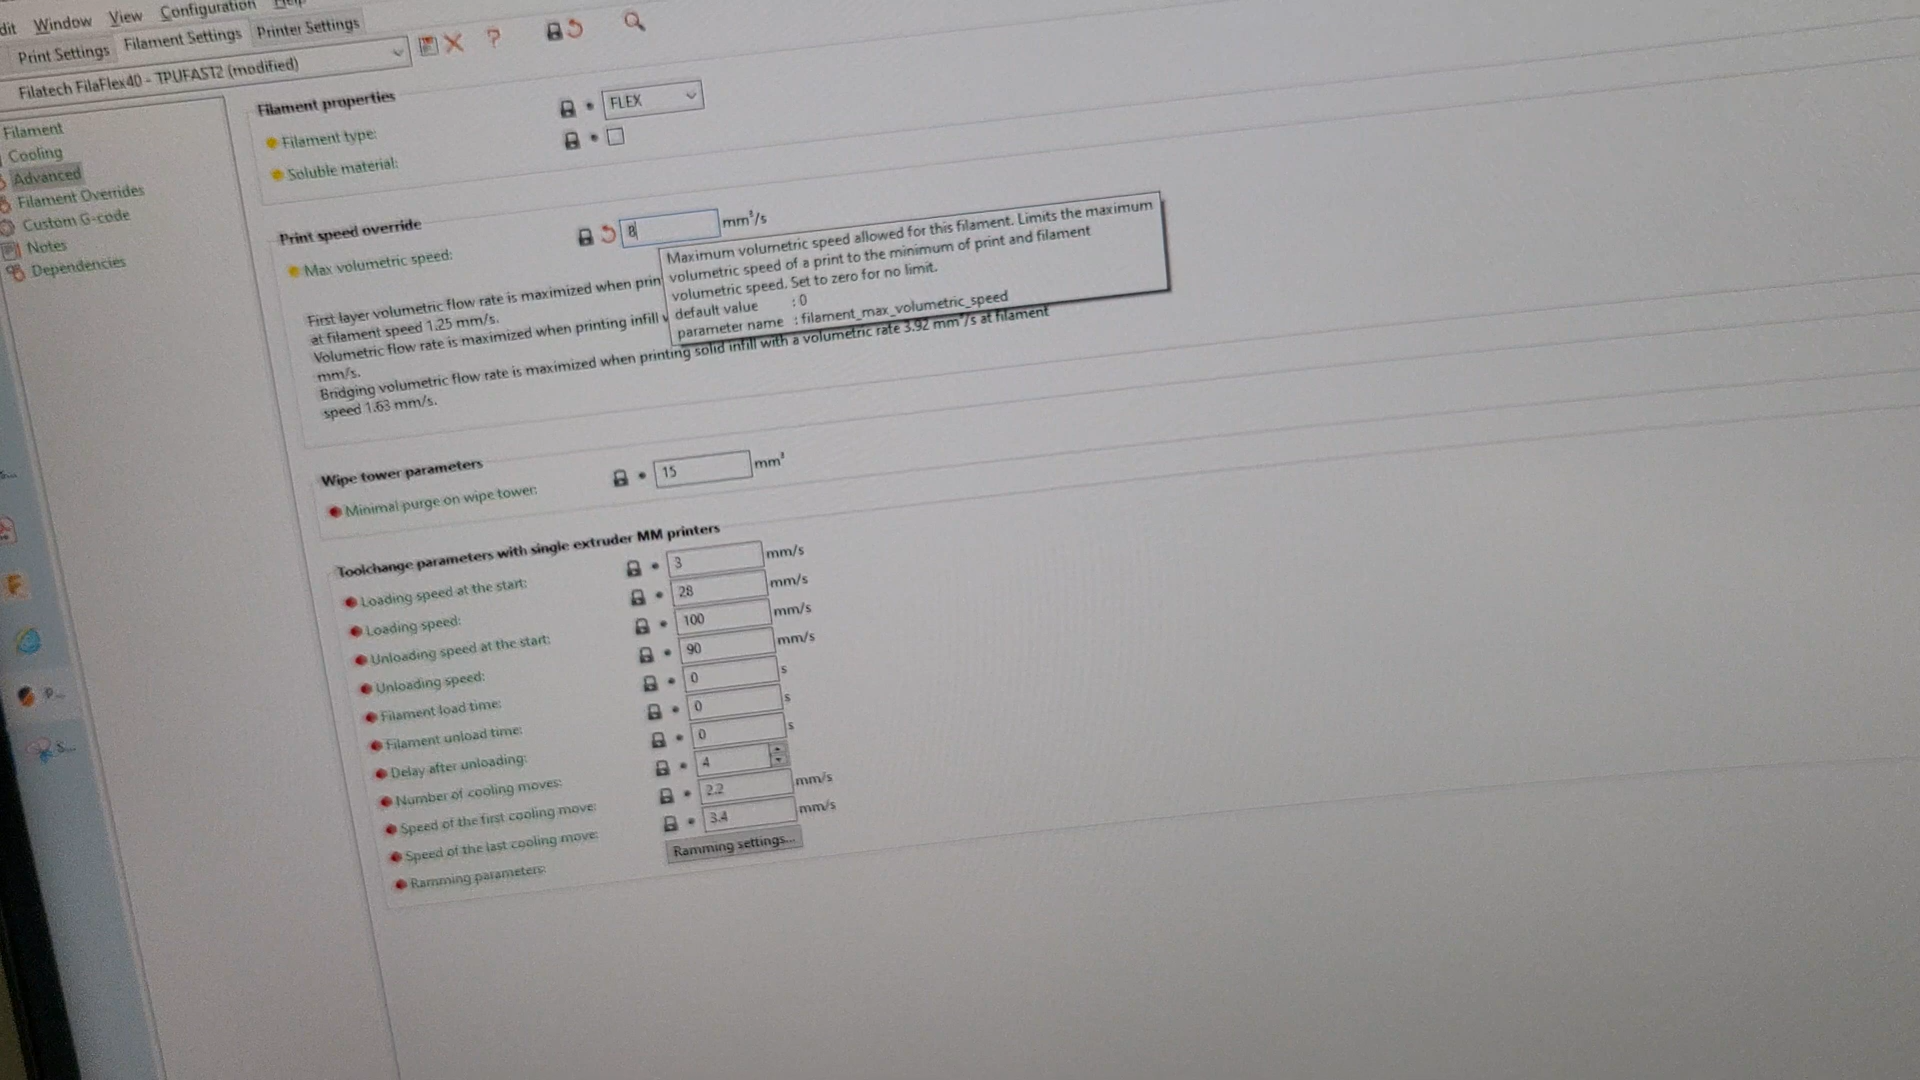 dit Window View Configuration Help
Print Settings Filament Settings Printer Settings
Filatech FilaFlex40 - TPUFAST2 (modified)
Filament
Cooling
Advanced
Filament Overrides
Custom G-code
Notes
Dependencies
Filament properties
Filament type: FLEX
Soluble material:
Print speed override
Max volumetric speed: 8 mm³/s
Maximum volumetric speed allowed for this filament. Limits the maximum
volumetric speed of a print to the minimum of print and filament
volumetric speed. Set to zero for no limit.
default value : 0
parameter name : filament_max_volumetric_speed
First layer volumetric flow rate is maximized when prin
at filament speed 1.25 mm/s.
Volumetric flow rate is maximized when printing infill
mm/s.
Bridging volumetric flow rate is maximized when printing solid infill with a volumetric rate 3.92 mm³/s at filament
speed 1.63 mm/s.
Wipe tower parameters
Minimal purge on wipe tower: 15 mm³
Toolchange parameters with single extruder MM printers
Loading speed at the start: 3 mm/s
Loading speed: 28 mm/s
Unloading speed at the start: 100 mm/s
Unloading speed: 90 mm/s
Filament load time: 0 s
Filament unload time: 0 s
Delay after unloading: 0 s
Number of cooling moves: 4
Speed of the first cooling move: 2.2 mm/s
Speed of the last cooling move: 3.4 mm/s
Ramming parameters: Ramming settings...
P...
S...